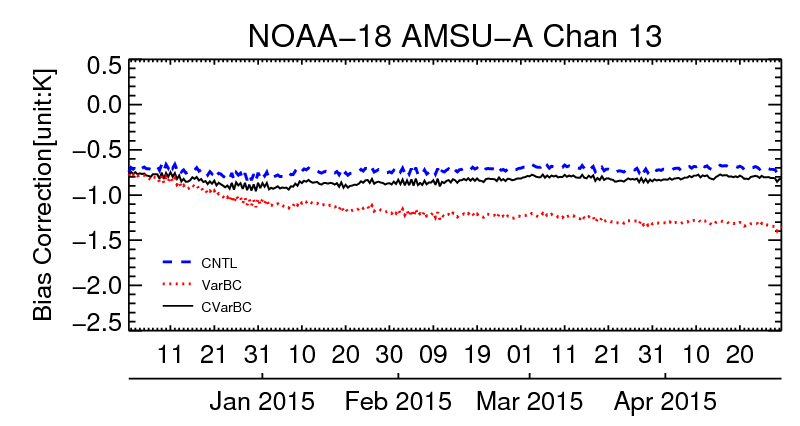 NOAA−18 AMSU−A Chan 13
Bias Correction[unit:K]
0.5
0.0
−0.5
−1.0
−1.5
−2.0
−2.5
CNTL
VarBC
CVarBC
11 21 31 10 20 30 09 19 01 11 21 31 10 20
Jan 2015 Feb 2015 Mar 2015 Apr 2015